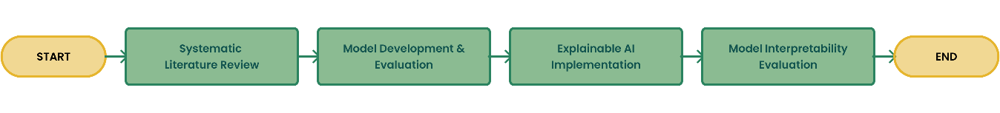 START
Systematic
Literature Review
Model Development &
Evaluation
Explainable AI
Implementation
Model Interpretability
Evaluation
END